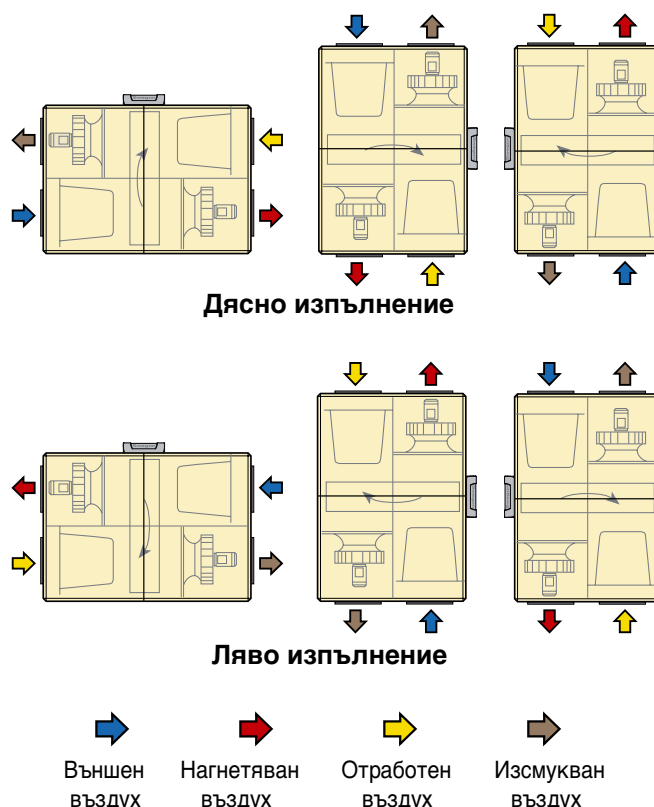 Дясно изпълнение
Ляво изпълнение
Външен Нагнетяван Отработен Изсмукван
въздух въздух въздух въздух